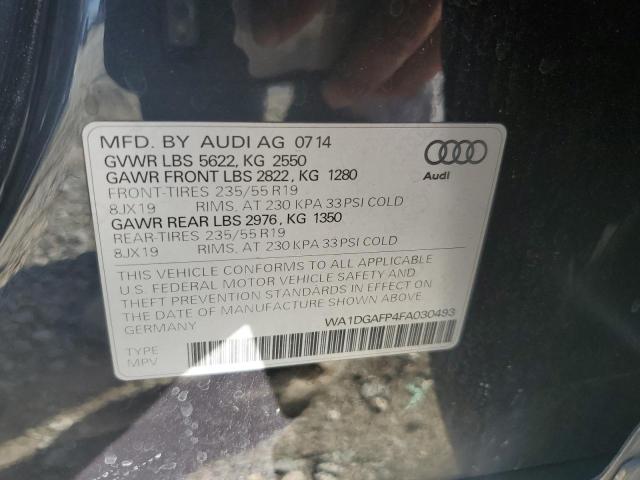 MFD. BY AUDI AG 0714
GVWR LBS 5622, KG 2550
GAWR FRONT LBS 2822, KG 1280
FRONT-TIRES 235/55 R19
8JX19 RIMS. AT 230 KPA 33 PSI COLD
GAWR REAR LBS 2976, KG 1350
REAR-TIRES 235/55 R19
8JX19 RIMS. AT 230 KPA 33 PSI COLD
THIS VEHICLE CONFORMS TO ALL APPLICABLE
U.S. FEDERAL MOTOR VEHICLE SAFETY AND
THEFT PREVENTION STANDARDS IN EFFECT ON
THE DATE OF MANUFACTURE SHOWN ABOVE.
GERMANY
WA1DGAFP4FA030493
TYPE
MPV
Audi